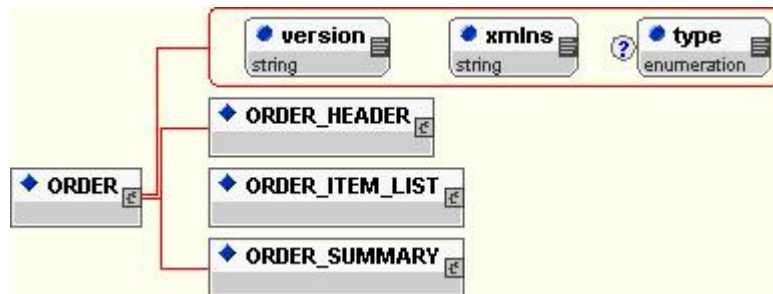 version
string
xmlns
string
? type
enumeration
ORDER_HEADER
ORDER
ORDER_ITEM_LIST
ORDER_SUMMARY